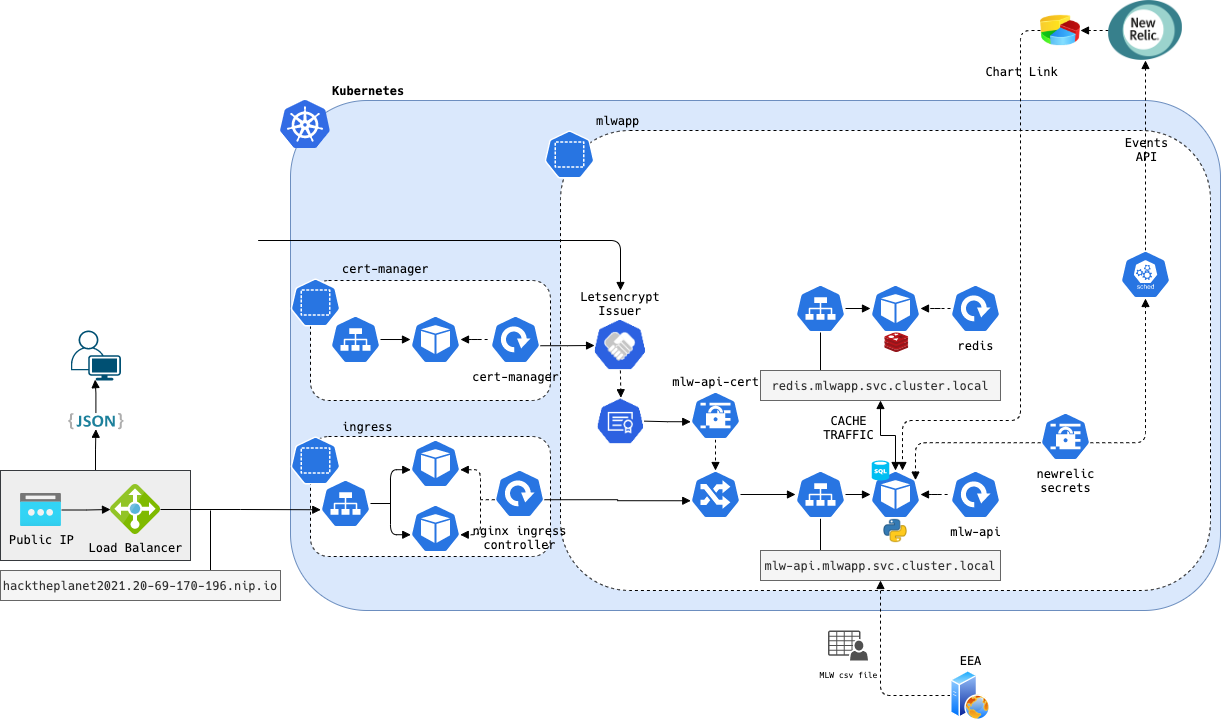 New
Relic.
Chart Link
Kubernetes
mlwapp
Events
API
cert-manager
Letsencrypt
Issuer
sched
cert-manager
redis
mlw-api-cert
redis.mlwapp.svc.cluster.local
{JSON}
ingress
CACHE
TRAFFIC
SQL
newrelic
secrets
nginx ingress
controller
mlw-api
Public IP
Load Balancer
mlw-api.mlwapp.svc.cluster.local
hacktheplanet2021.20-69-170-196.nip.io
EEA
MLW csv file